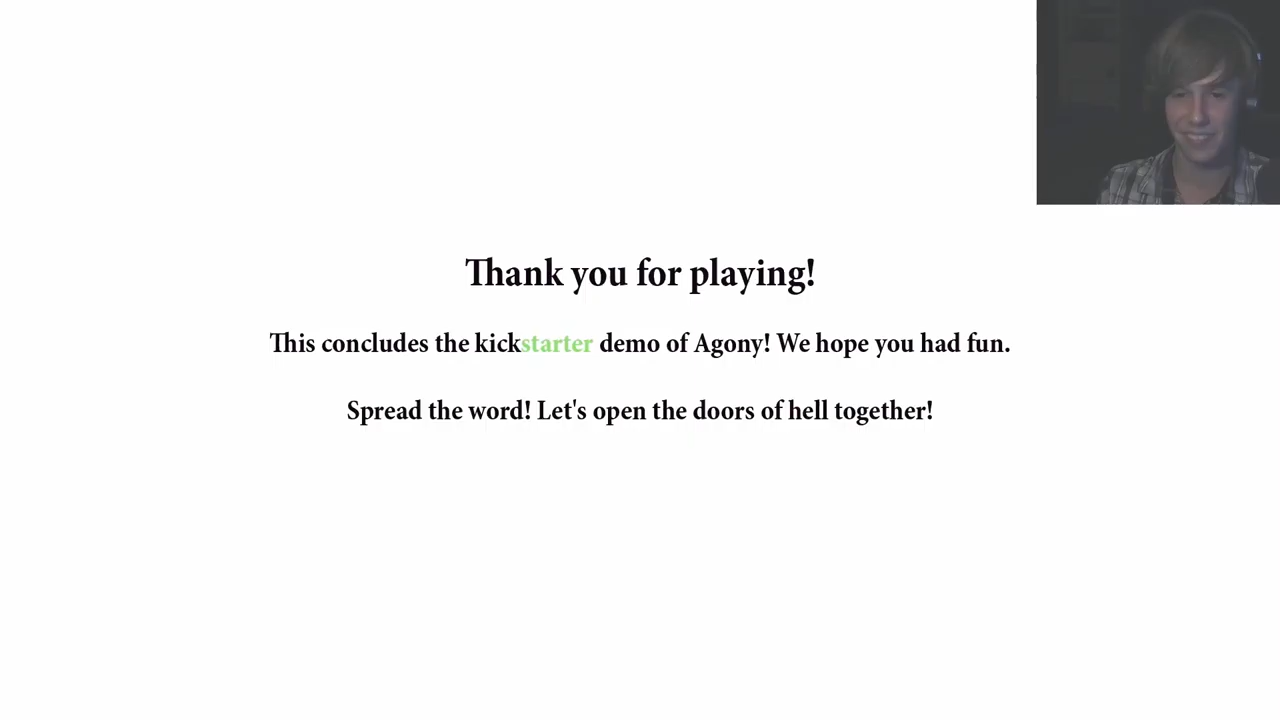 Thank you for playing!
This concludes the kickstarter demo of Agony! We hope you had fun.
Spread the word! Let's open the doors of hell together!